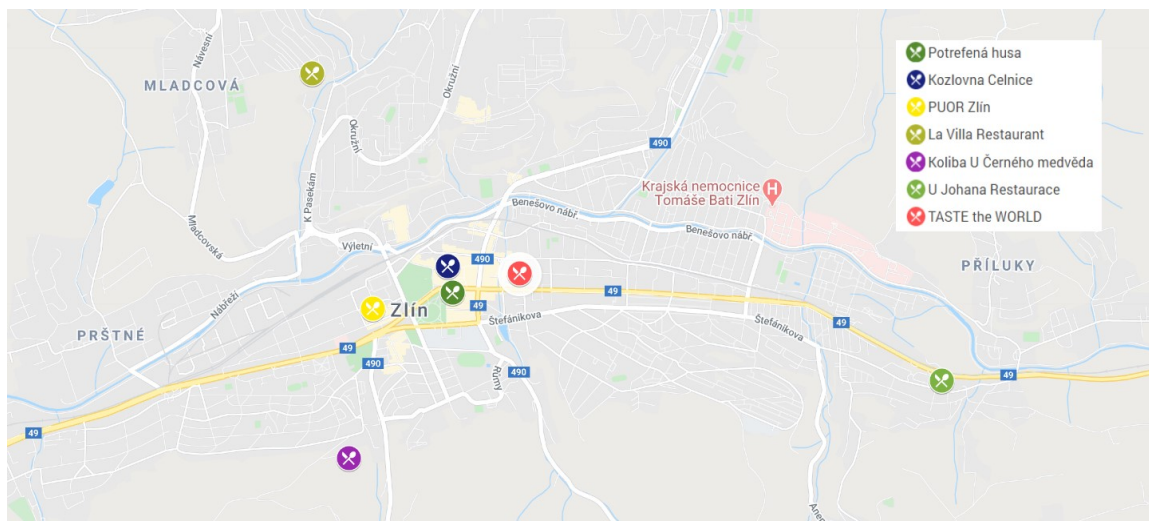 Návesní
Okružní
490
MLADCOVÁ
Okružní
490
Krajská nemocnice
Tomáše Bati Zlín
H
K Pasekám
Benešovo nábř.
Benešovo nábř.
Mladcovská
Výletní
490
PŘÍLUKY
Nábřeží
49
49
Zlín
Štefánikova
Štefánikova
49
PRŠTNÉ
49
490
Růmy
490
49
49
Potrefená husa
Kozlovna Celnice
PUOR Zlín
La Villa Restaurant
Koliba U Černého medvěda
U Johana Restaurace
TASTE the WORLD